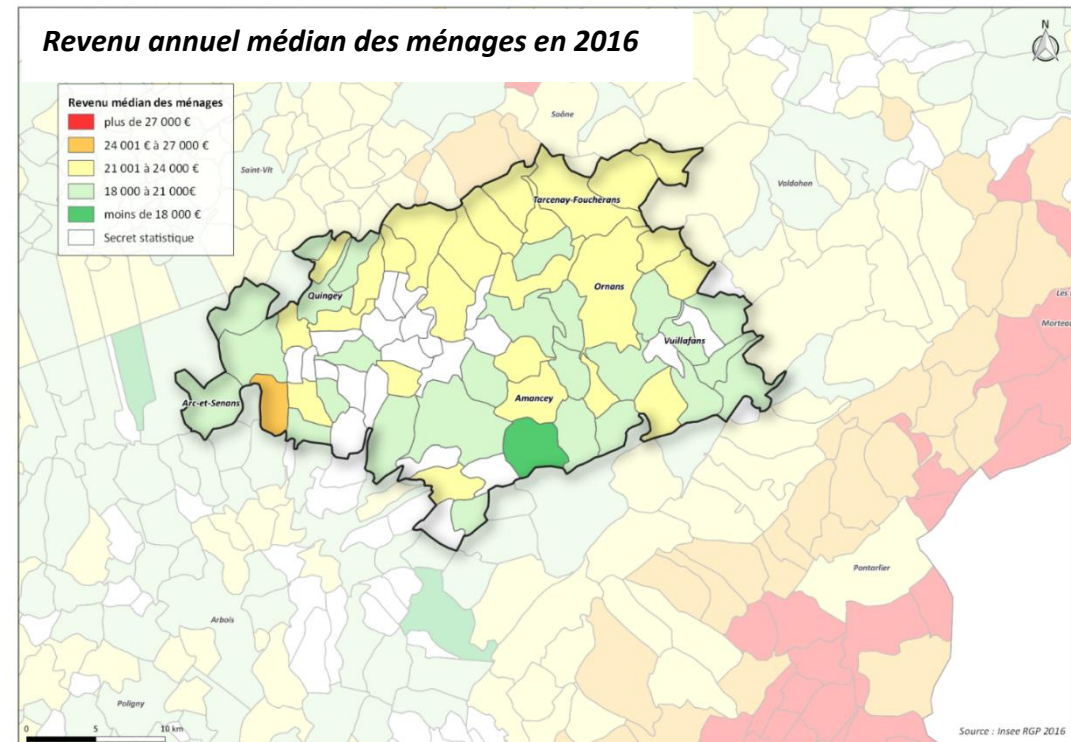 Revenu annuel médian des ménages en 2016
N
Revenu médian des ménages
plus de 27 000 €
24 001 € à 27 000 €
21 001 à 24 000 €
18 000 à 21 000€
moins de 18 000 €
Secret statistique
Saône
Saint-Vit
Valdahon
Tarcenay-Foucherans
Quingey
Ornans
Les
Morteau
Vuillafans
Arc-et-Senans
Amancey
Pontarlier
Arbois
Poligny
0 5 10 km
Source : Insee RGP 2016